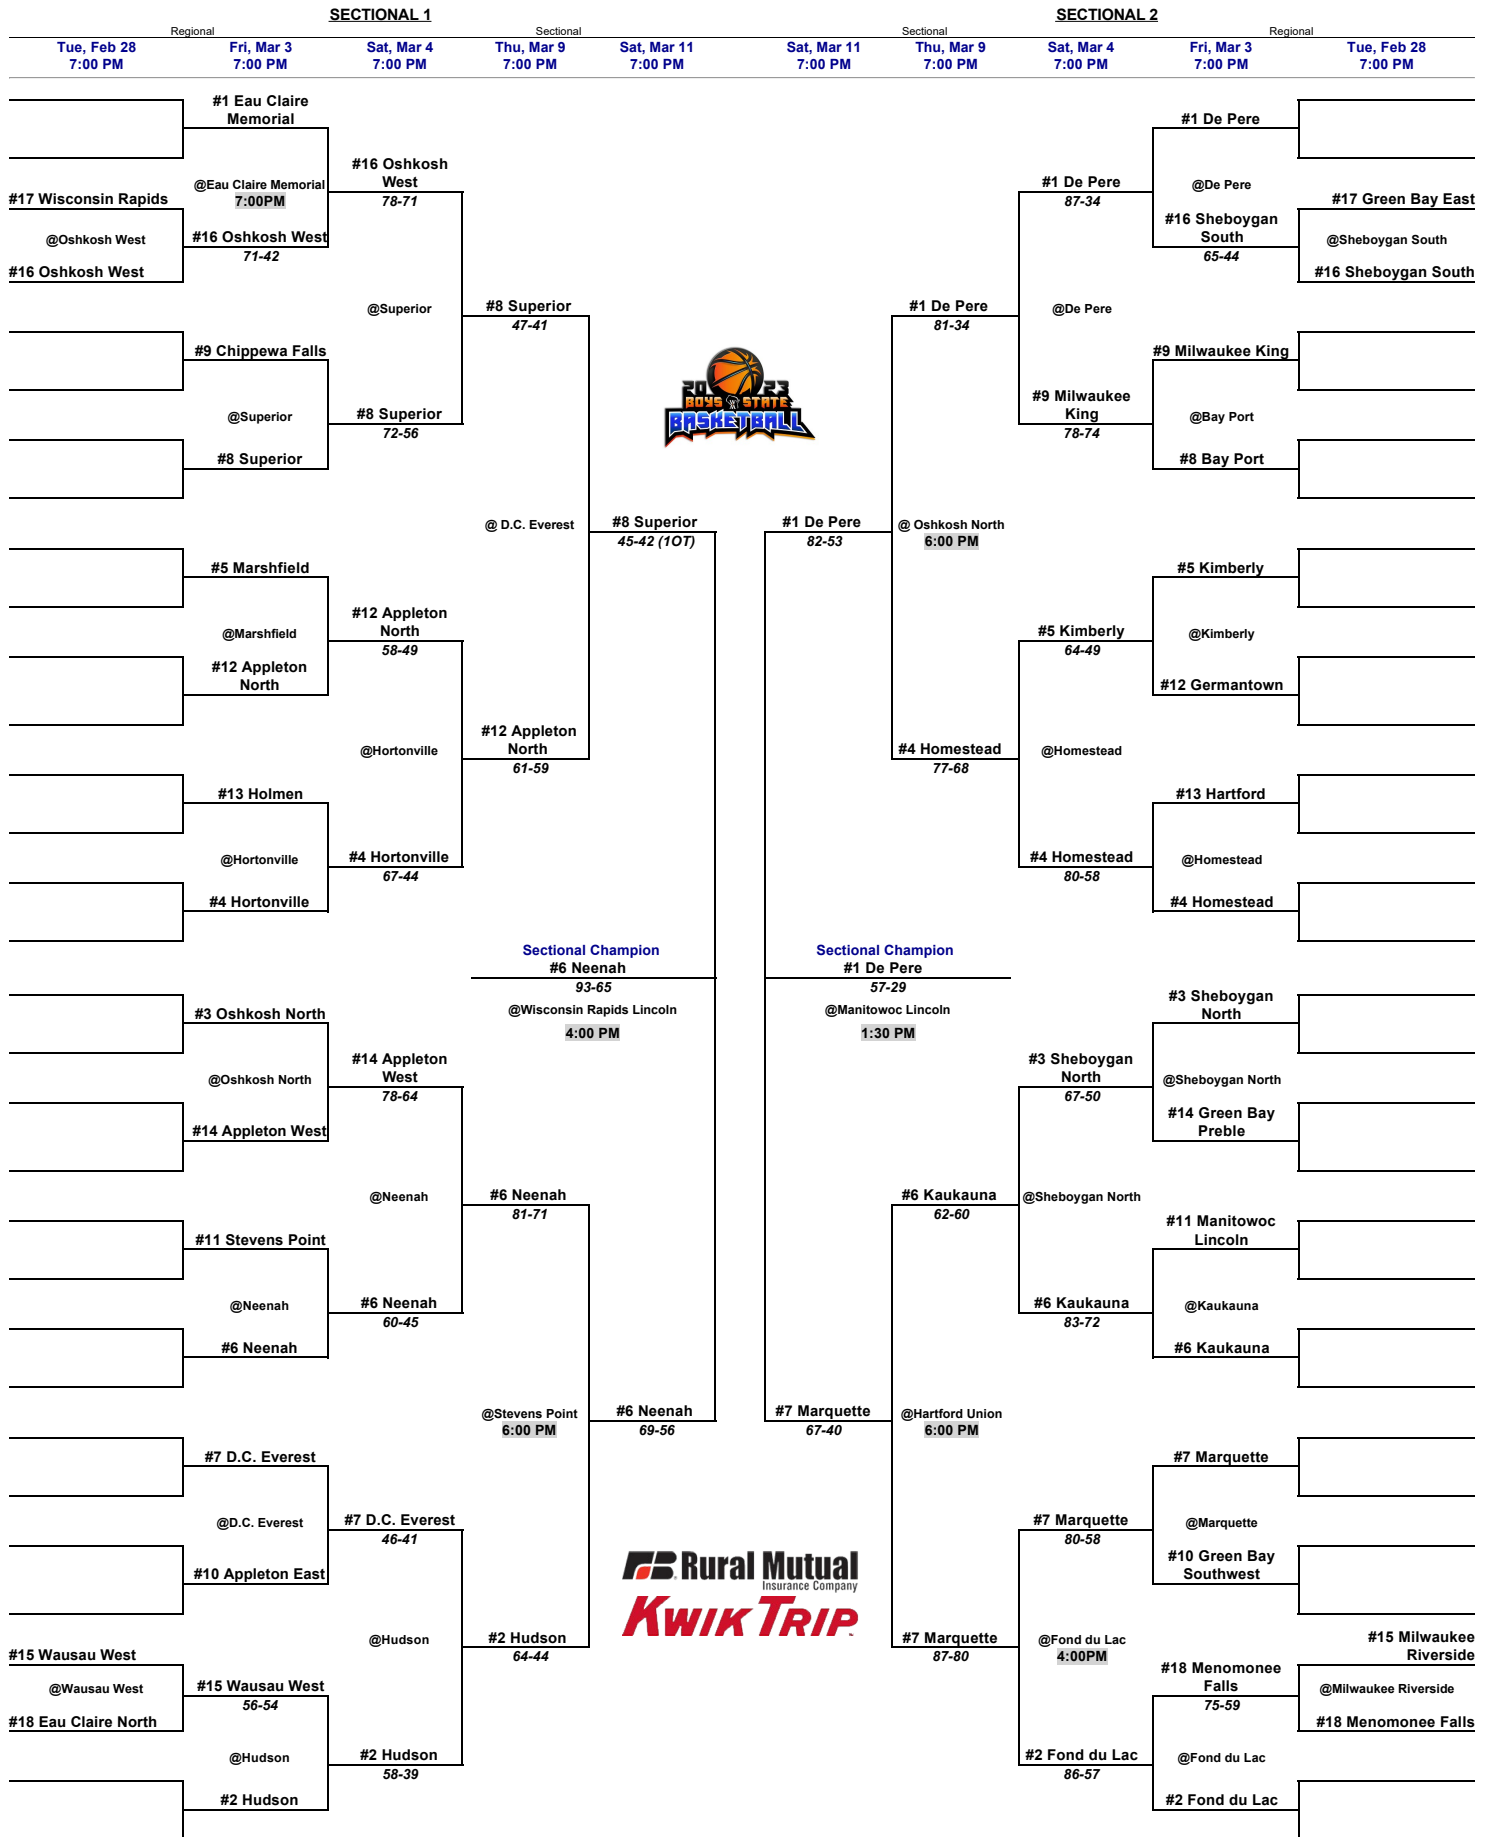 SECTIONAL 1
SECTIONAL 2
Regional
Sectional
Sectional
Regional
Tue, Feb 28
7:00 PM
Fri, Mar 3
7:00 PM
Sat, Mar 4
7:00 PM
Thu, Mar 9
7:00 PM
Sat, Mar 11
7:00 PM
Sat, Mar 11
7:00 PM
Thu, Mar 9
7:00 PM
Sat, Mar 4
7:00 PM
Fri, Mar 3
7:00 PM
Tue, Feb 28
7:00 PM
#17 Wisconsin Rapids
@Oshkosh West
#16 Oshkosh West
#15 Wausau West
@Wausau West
#18 Eau Claire North
#1 Eau Claire
Memorial
@Eau Claire Memorial
7:00PM
#16 Oshkosh West
71-42
#9 Chippewa Falls
@Superior
#8 Superior
#5 Marshfield
@Marshfield
#12 Appleton
North
#13 Holmen
@Hortonville
#4 Hortonville
#3 Oshkosh North
@Oshkosh North
#14 Appleton West
#11 Stevens Point
@Neenah
#6 Neenah
#7 D.C. Everest
@D.C. Everest
#10 Appleton East
#15 Wausau West
56-54
@Hudson
#2 Hudson
#16 Oshkosh
West
78-71
@Superior
#8 Superior
72-56
#12 Appleton
North
58-49
@Hortonville
#4 Hortonville
67-44
#14 Appleton
West
78-64
@Neenah
#6 Neenah
60-45
#7 D.C. Everest
46-41
@Hudson
#2 Hudson
58-39
#8 Superior
47-41
@ D.C. Everest
#12 Appleton
North
61-59
#6 Neenah
81-71
@Stevens Point
6:00 PM
#2 Hudson
64-44
#8 Superior
45-42 (1OT)
Sectional Champion
#6 Neenah
93-65
@Wisconsin Rapids Lincoln
4:00 PM
#6 Neenah
69-56
2023
BOYS STATE
BASKETBALL
Rural Mutual
Insurance Company
KWIK TRIP
#1 De Pere
82-53
Sectional Champion
#1 De Pere
57-29
@Manitowoc Lincoln
1:30 PM
#7 Marquette
67-40
#1 De Pere
81-34
@ Oshkosh North
6:00 PM
#4 Homestead
77-68
#6 Kaukauna
62-60
@Hartford Union
6:00 PM
#7 Marquette
87-80
#1 De Pere
87-34
@De Pere
#9 Milwaukee
King
78-74
#5 Kimberly
64-49
@Homestead
#4 Homestead
80-58
#3 Sheboygan
North
67-50
@Sheboygan North
#6 Kaukauna
83-72
#7 Marquette
80-58
@Fond du Lac
4:00PM
#2 Fond du Lac
86-57
#1 De Pere
@De Pere
#16 Sheboygan
South
65-44
#9 Milwaukee King
@Bay Port
#8 Bay Port
#5 Kimberly
@Kimberly
#12 Germantown
#13 Hartford
@Homestead
#4 Homestead
#3 Sheboygan
North
@Sheboygan North
#14 Green Bay
Preble
#11 Manitowoc
Lincoln
@Kaukauna
#6 Kaukauna
#7 Marquette
@Marquette
#10 Green Bay
Southwest
#18 Menomonee
Falls
75-59
@Fond du Lac
#2 Fond du Lac
#17 Green Bay East
@Sheboygan South
#16 Sheboygan South
#15 Milwaukee
Riverside
@Milwaukee Riverside
#18 Menomonee Falls